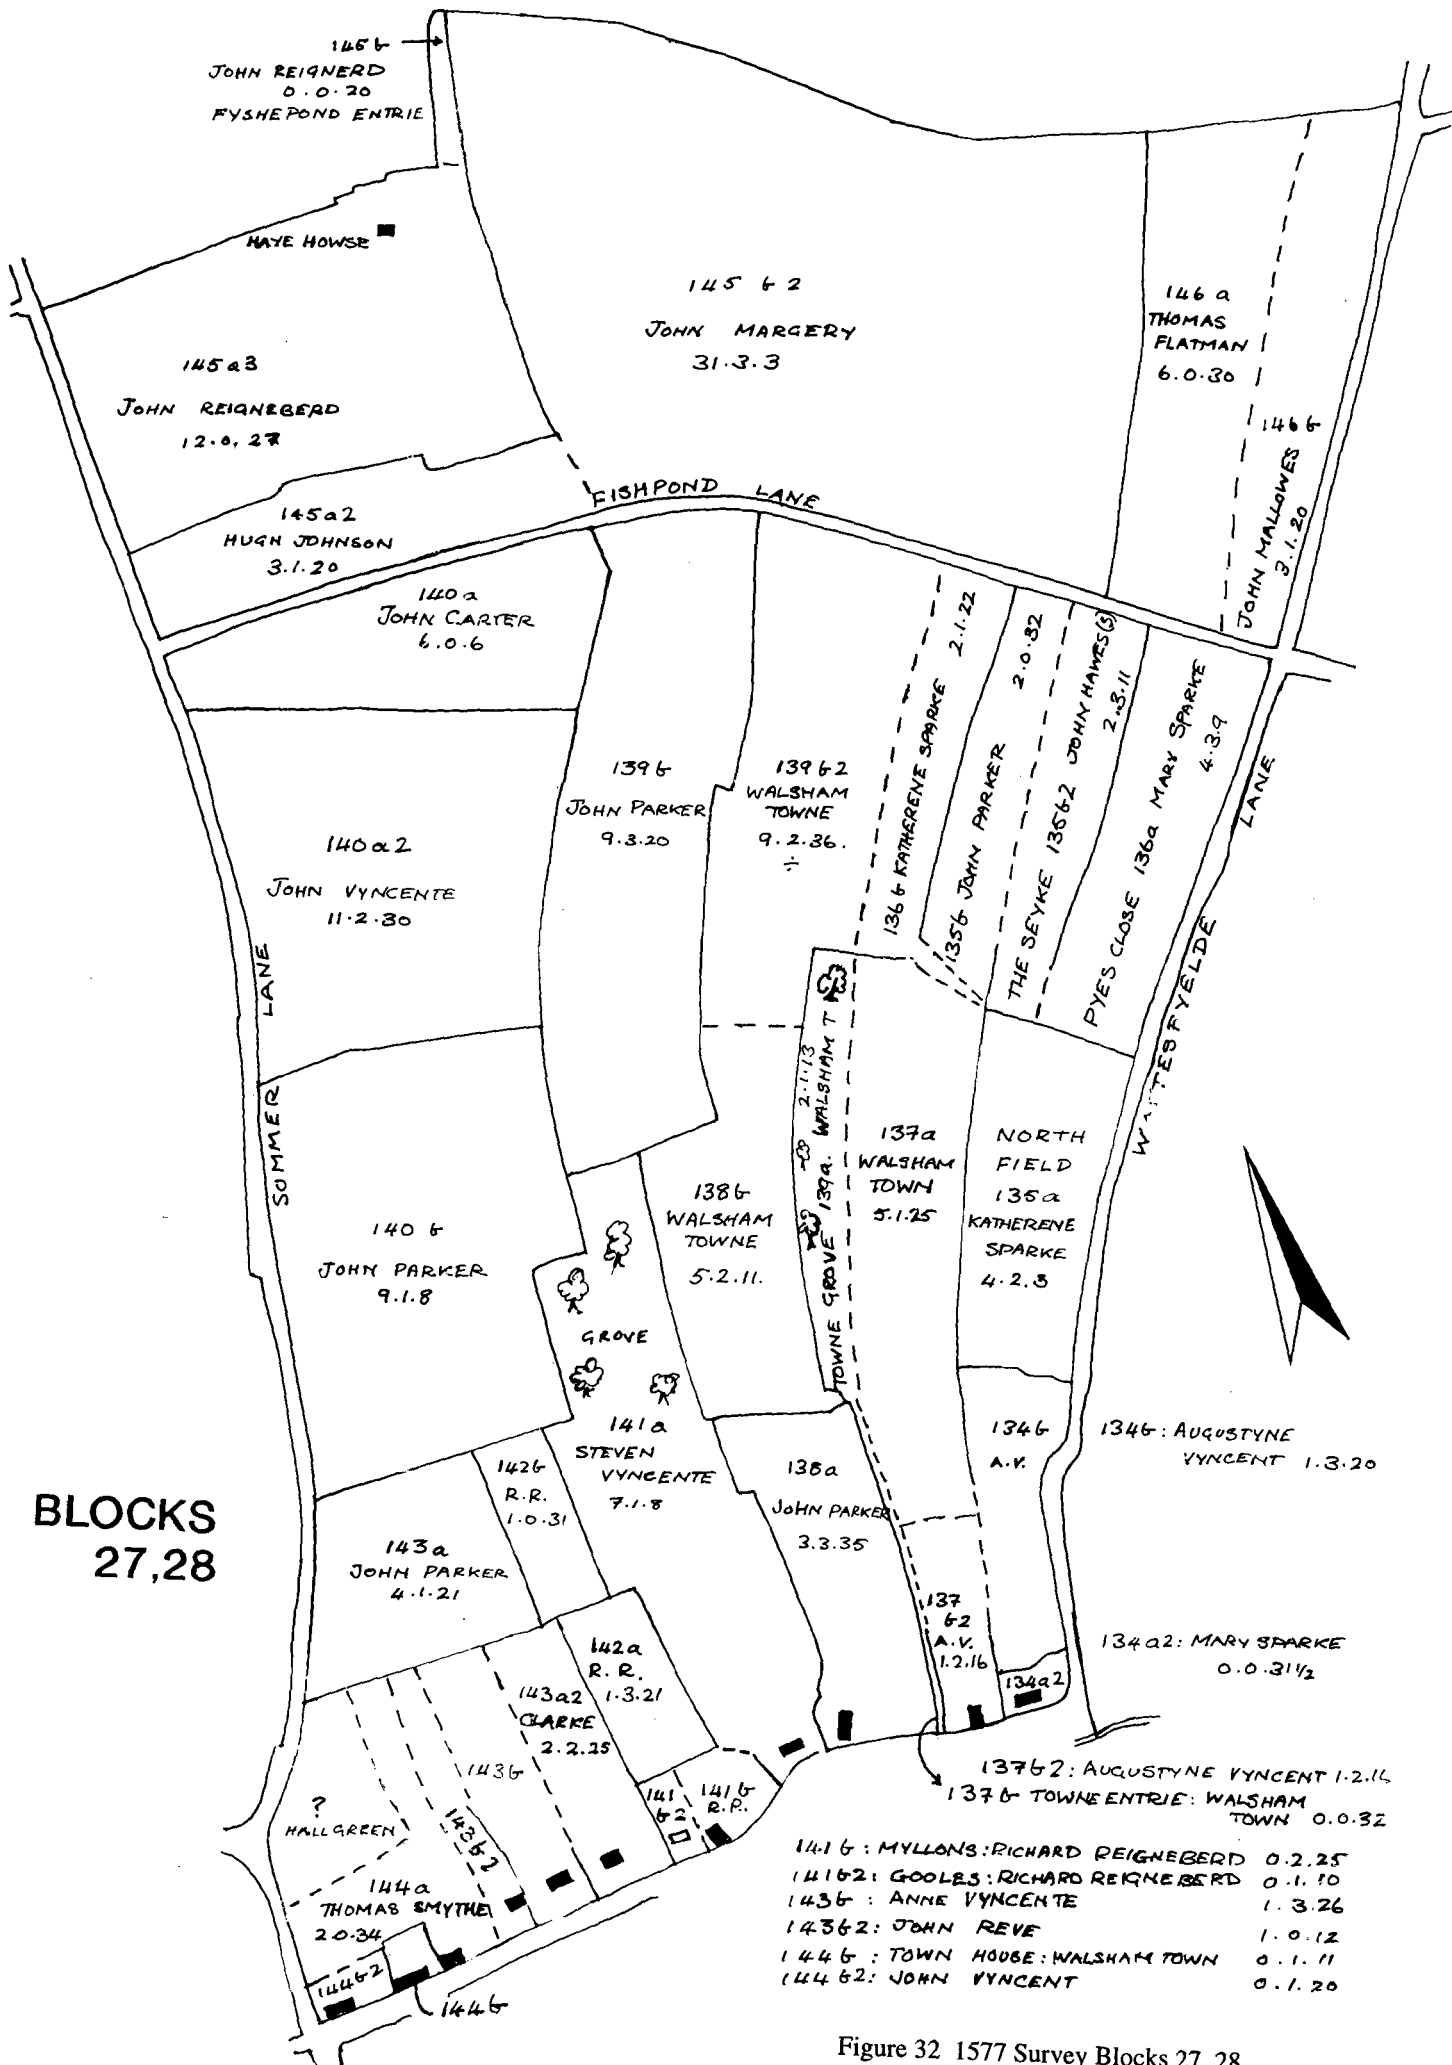 145b
JOHN REIGNERD
0.0.20
FYSHEPOND ENTRIE
HAYE HOWSE
145 b 2
JOHN MARGERY
31.3.3
146 a
THOMAS
FLATMAN
6.0.30
145a3
JOHN REIGNEBERD
12.0.27
146b
JOHN MALLOWES
3.1.20
FISHPOND LANE
145a2
HUGH JOHNSON
3.1.20
140a
JOHN CARTER
6.0.6
139b
JOHN PARKER
9.3.20
139b2
WALSHAM
TOWNE
9.2.36.
÷
136b KATHERENE SPARKE 2.1.22
135b JOHN PARKER 2.0.32
THE SEYKE 135b2 JOHN HAWES(S)
2.3.11
PYES CLOSE 136a MARY SPARKE
4.3.9
140a2
JOHN VYNCENTE
11.2.30
SUMMER LANE
LANE
TOWNE GROVE 139a. WALSHAM T
2.1.13
137a
WALSHAM
TOWN
5.1.25
NORTH
FIELD
135a
KATHERENE
SPARKE
4.2.3
138b
WALSHAM
TOWNE
5.2.11.
140 b
JOHN PARKER
9.1.8
GROVE
141a
STEVEN
VYNCENTE
7.1.8
134b
A.V.
134b: AUGUSTYNE
VYNCENT 1.3.20
142b
R.R.
1.0.31
138a
JOHN PARKER
3.3.35
BLOCKS
27,28
143a
JOHN PARKER
4.1.21
137
b2
A.V.
1.2.16
134a2: MARY SPARKE
0.0.31½
134a2
142a
R.R.
1.3.21
143a2
CLARKE
2.2.25
143b
143b2
141
b2
141b
R.R.
?
HALL GREEN
144a
THOMAS SMYTHE
2.0.34
144b2
144b
137b2: AUGUSTYNE VYNCENT 1.2.16
137b TOWNE ENTRIE: WALSHAM
TOWN 0.0.32
141b: MYLLONS: RICHARD REIGNEBERD 0.2.25
141b2: GOOLES: RICHARD REIGNEBERD 0.1.10
143b: ANNE VYNCENTE 1.3.26
143b2: JOHN REVE 1.0.12
144b: TOWN HOUSE: WALSHAM TOWN 0.1.11
144b2: JOHN VYNCENT 0.1.20
Figure 32 1577 Survey Blocks 27, 28